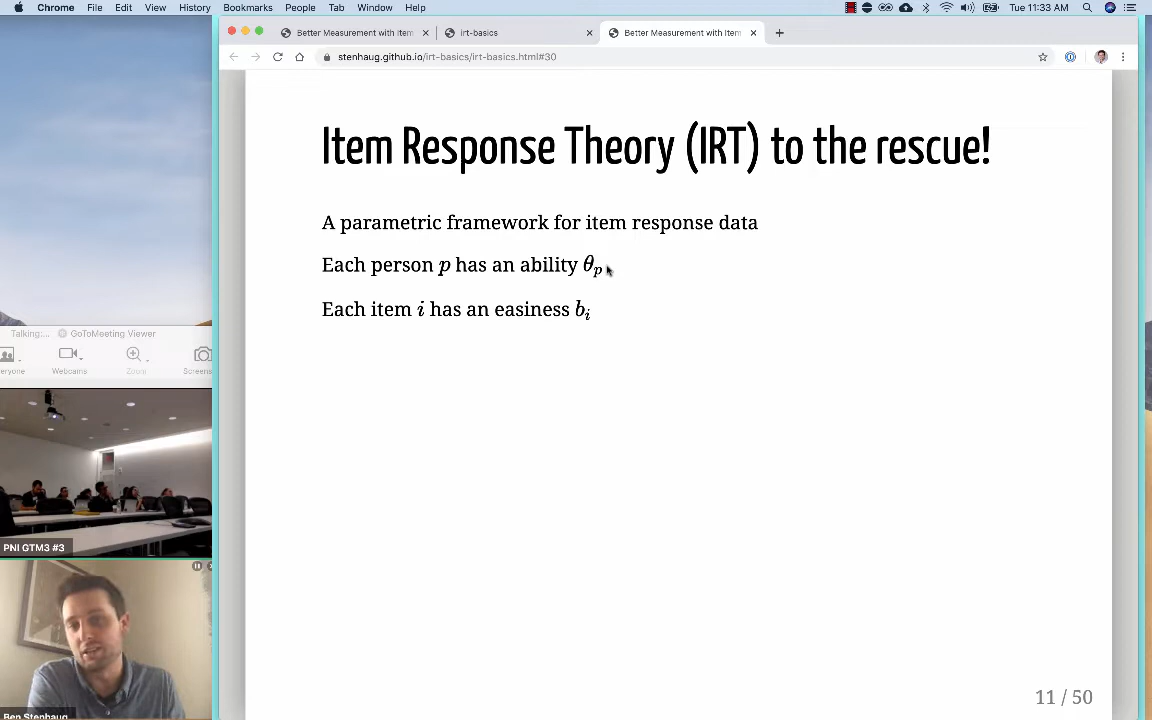 Chrome File Edit View History Bookmarks People Tab Window Help Tue 11:33 AM
Better Measurement with Item
irt-basics
Better Measurement with Item
stenhaug.github.io/irt-basics/irt-basics.html#30
Item Response Theory (IRT) to the rescue!
A parametric framework for item response data
Each person p has an ability θp
Each item i has an easiness bi
11 / 50
Talking:... GoToMeeting Viewer
eryone Webcams Zoom Screens
PNI GTM3 #3
Ben Stenhaug